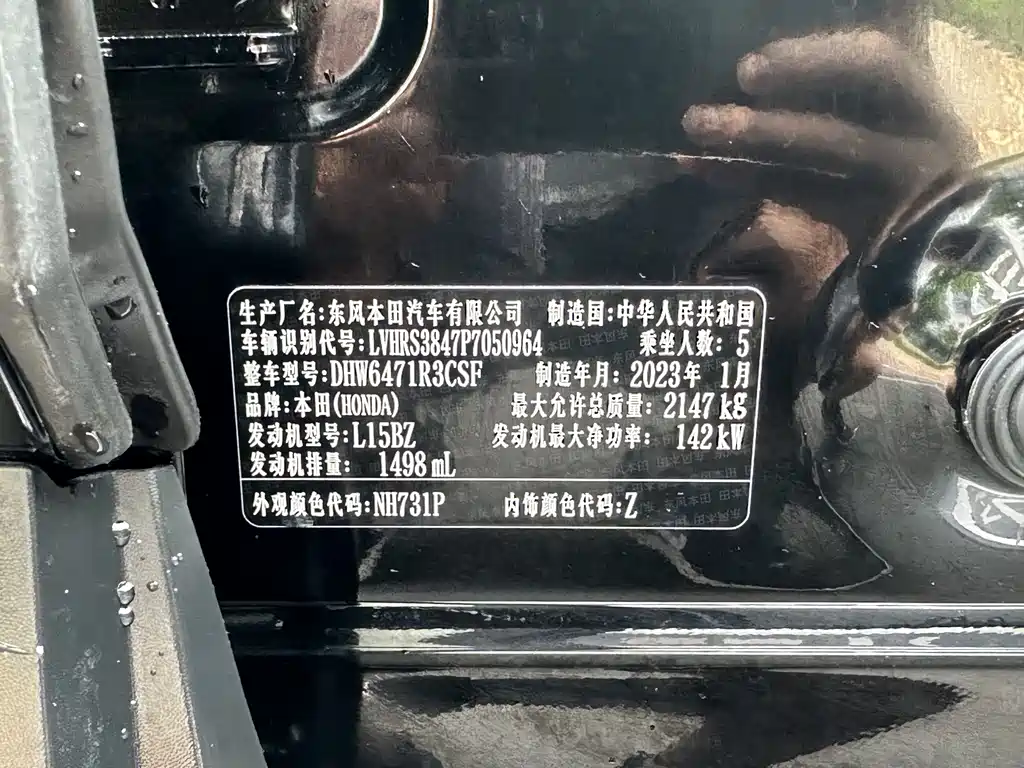 生产厂名:东风本田汽车有限公司 制造国:中华人民共和国
车辆识别代号:LVHRS3847P7050964 乘坐人数: 5
整车型号:DHW6471R3CSF 制造年月: 2023年 1月
品牌:本田(HONDA) 最大允许总质量: 2147 kg
发动机型号:L15BZ 发动机最大净功率: 142 kW
发动机排量: 1498 mL
外观颜色代码:NH731P 内饰颜色代码:Z